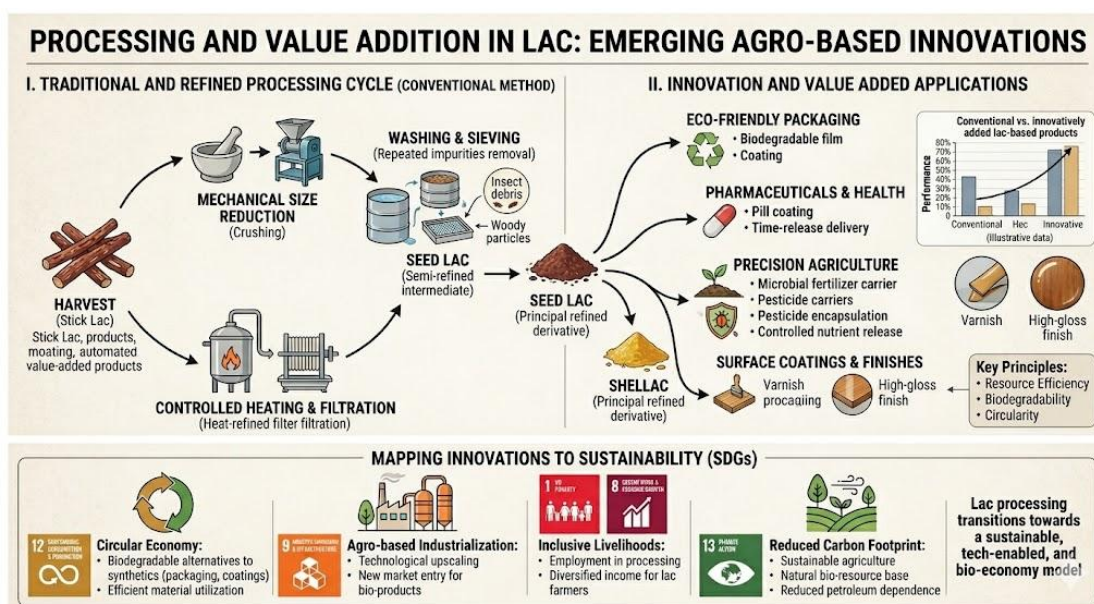 PROCESSING AND VALUE ADDITION IN LAC: EMERGING AGRO-BASED INNOVATIONS
I. TRADITIONAL AND REFINED PROCESSING CYCLE (CONVENTIONAL METHOD)
MECHANICAL SIZE
REDUCTION
(Crushing)
WASHING & SIEVING
(Repeated impurities removal)
Insect
debris
Woody
particles
HARVEST
(Stick Lac)
Stick Lac, products,
moating, automated
value-added products
SEED LAC
(Semi-refined
intermediate)
CONTROLLED HEATING & FILTRATION
(Heat-refined filter filtration)
II. INNOVATION AND VALUE ADDED APPLICATIONS
SEED LAC
(Principal refined
derivative)
SHELLAC
(Principal refined
derivative)
ECO-FRIENDLY PACKAGING
• Biodegradable film
• Coating
PHARMACEUTICALS & HEALTH
• Pill coating
• Time-release delivery
PRECISION AGRICULTURE
• Microbial fertilizer carrier
• Pesticide carriers
• Pesticide encapsulation
• Controlled nutrient release
SURFACE COATINGS & FINISHES
Varnish
procaging
High-gloss
finish
Conventional vs. innovatively
added lac-based products
Performance
80%
70%
60%
50%
40%
30%
20%
10%
0
Conventional Hec Innovative
(Illustrative data)
Varnish
High-gloss
finish
Key Principles:
• Resource Efficiency
• Biodegradability
• Circularity
MAPPING INNOVATIONS TO SUSTAINABILITY (SDGs)
12
Circular Economy:
• Biodegradable alternatives to
synthetics (packaging, coatings)
• Efficient material utilization
9
Agro-based Industrialization:
• Technological upscaling
• New market entry for
bio-products
1
8
Inclusive Livelihoods:
• Employment in processing
• Diversified income for lac
farmers
13
Reduced Carbon Footprint:
• Sustainable agriculture
• Natural bio-resource base
• Reduced petroleum dependence
Lac processing
transitions towards
a sustainable,
tech-enabled, and
bio-economy model